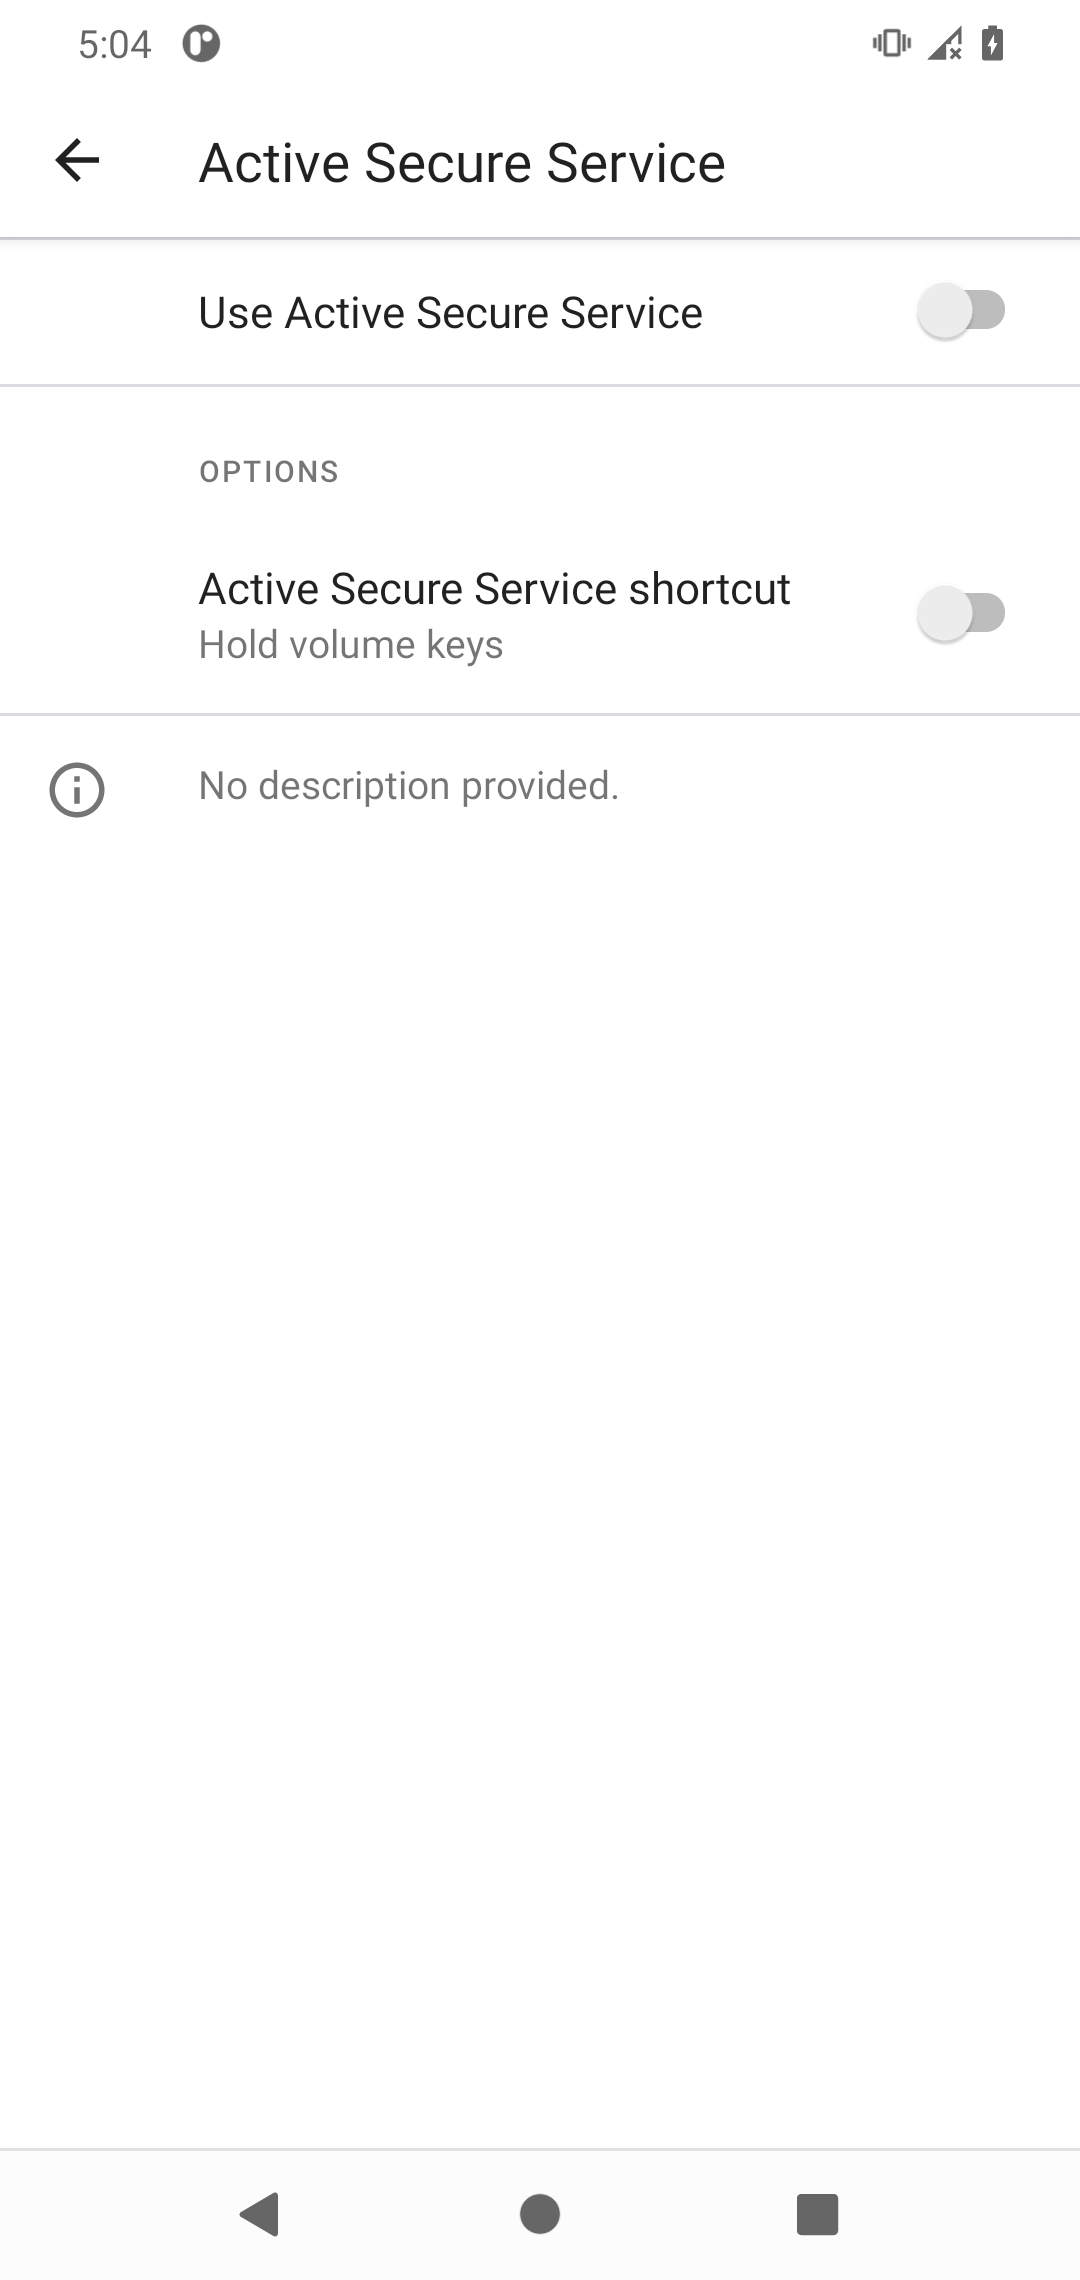 5:04
Active Secure Service
Use Active Secure Service
OPTIONS
Active Secure Service shortcut
Hold volume keys
No description provided.